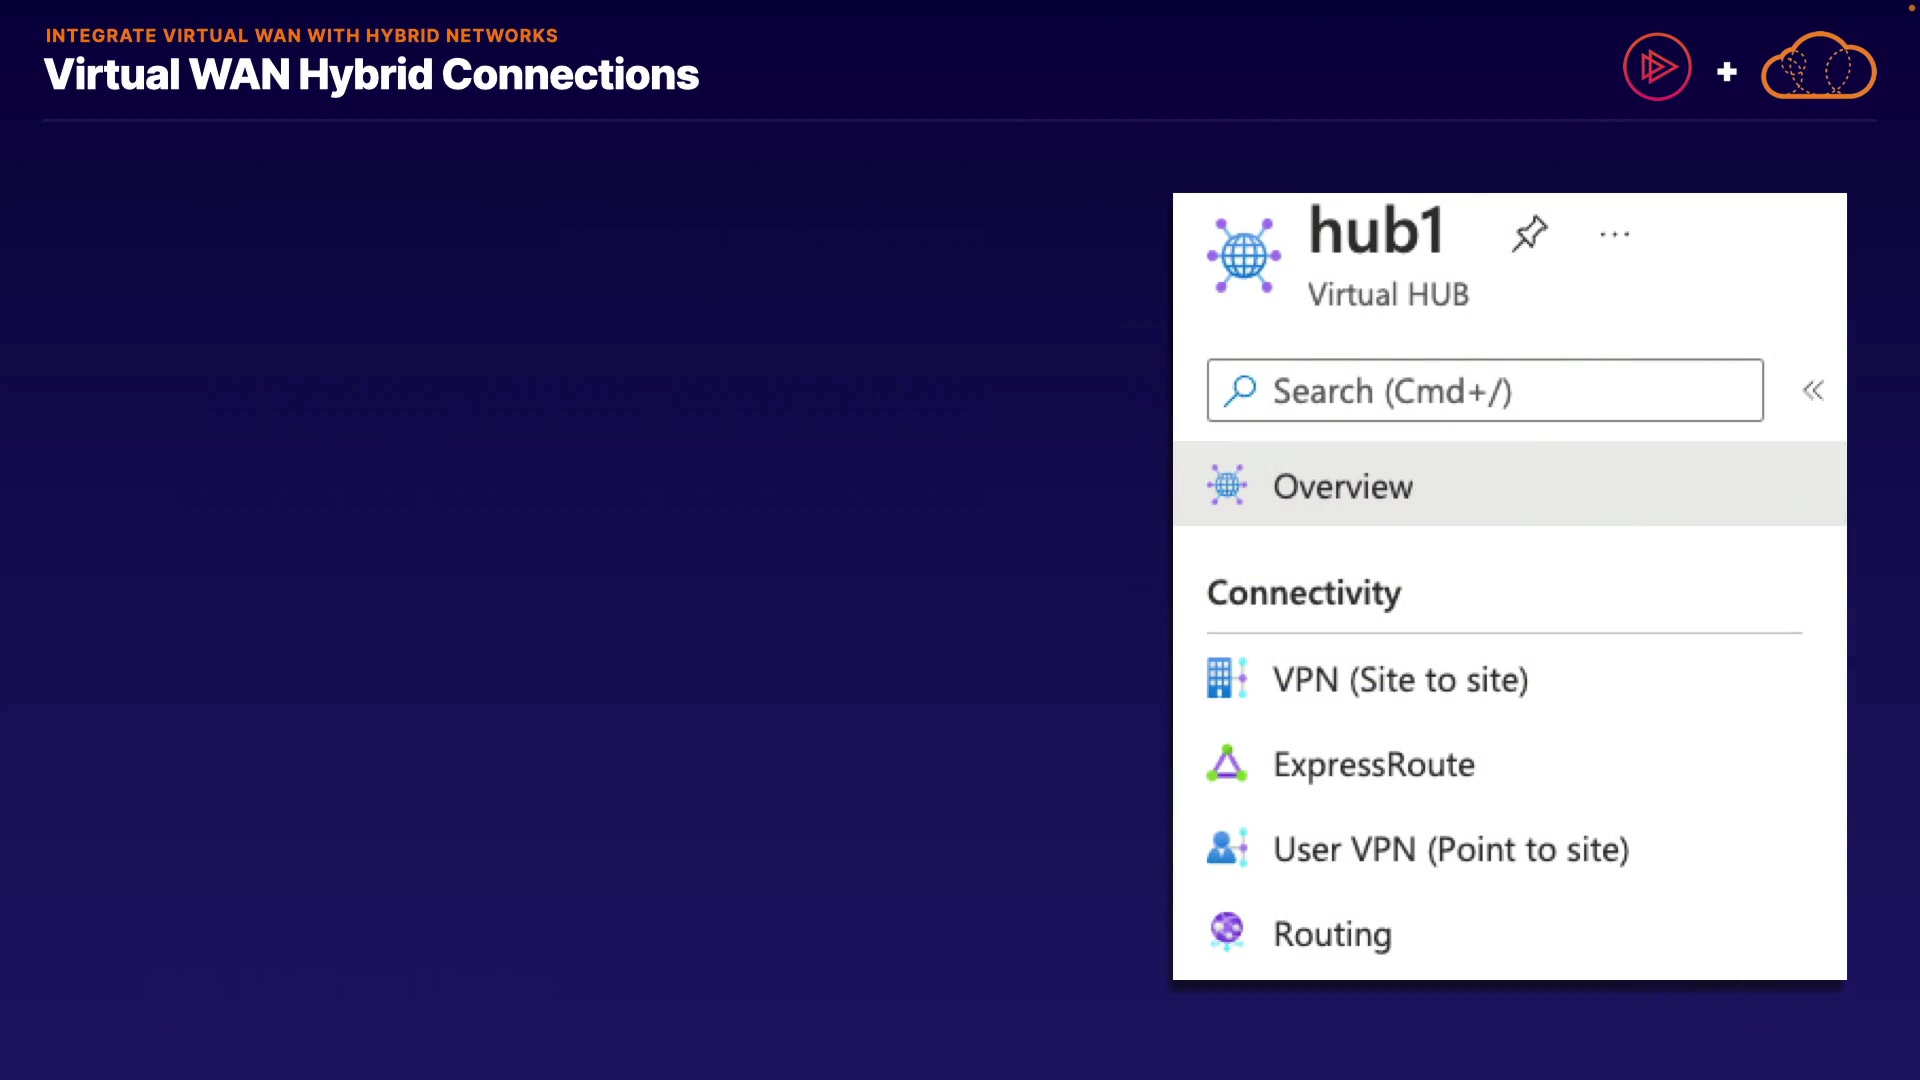 INTEGRATE VIRTUAL WAN WITH HYBRID NETWORKS
Virtual WAN Hybrid Connections
+
hub1
...
Virtual HUB
Search (Cmd+/)
«
Overview
Connectivity
VPN (Site to site)
ExpressRoute
User VPN (Point to site)
Routing